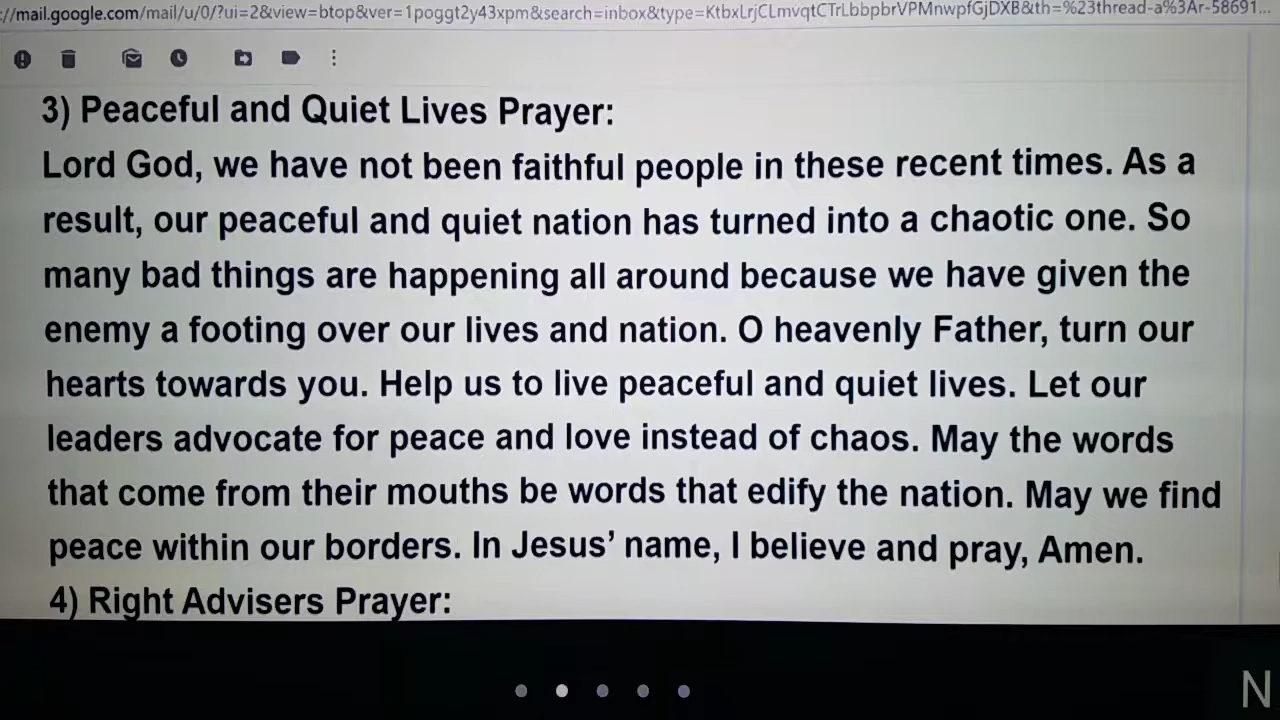 ://mail.google.com/mail/u/0/?ui=2&view=btop&ver=1poggt2y43xpm&search=inbox&type=KtbxLrjCLmvqtCTrLbbpbrVPMnwpfGjDXB&th=%23thread-a%3Ar-58691...
3) Peaceful and Quiet Lives Prayer:
Lord God, we have not been faithful people in these recent times. As a
result, our peaceful and quiet nation has turned into a chaotic one. So
many bad things are happening all around because we have given the
enemy a footing over our lives and nation. O heavenly Father, turn our
hearts towards you. Help us to live peaceful and quiet lives. Let our
leaders advocate for peace and love instead of chaos. May the words
that come from their mouths be words that edify the nation. May we find
peace within our borders. In Jesus’ name, I believe and pray, Amen.
4) Right Advisers Prayer:
N